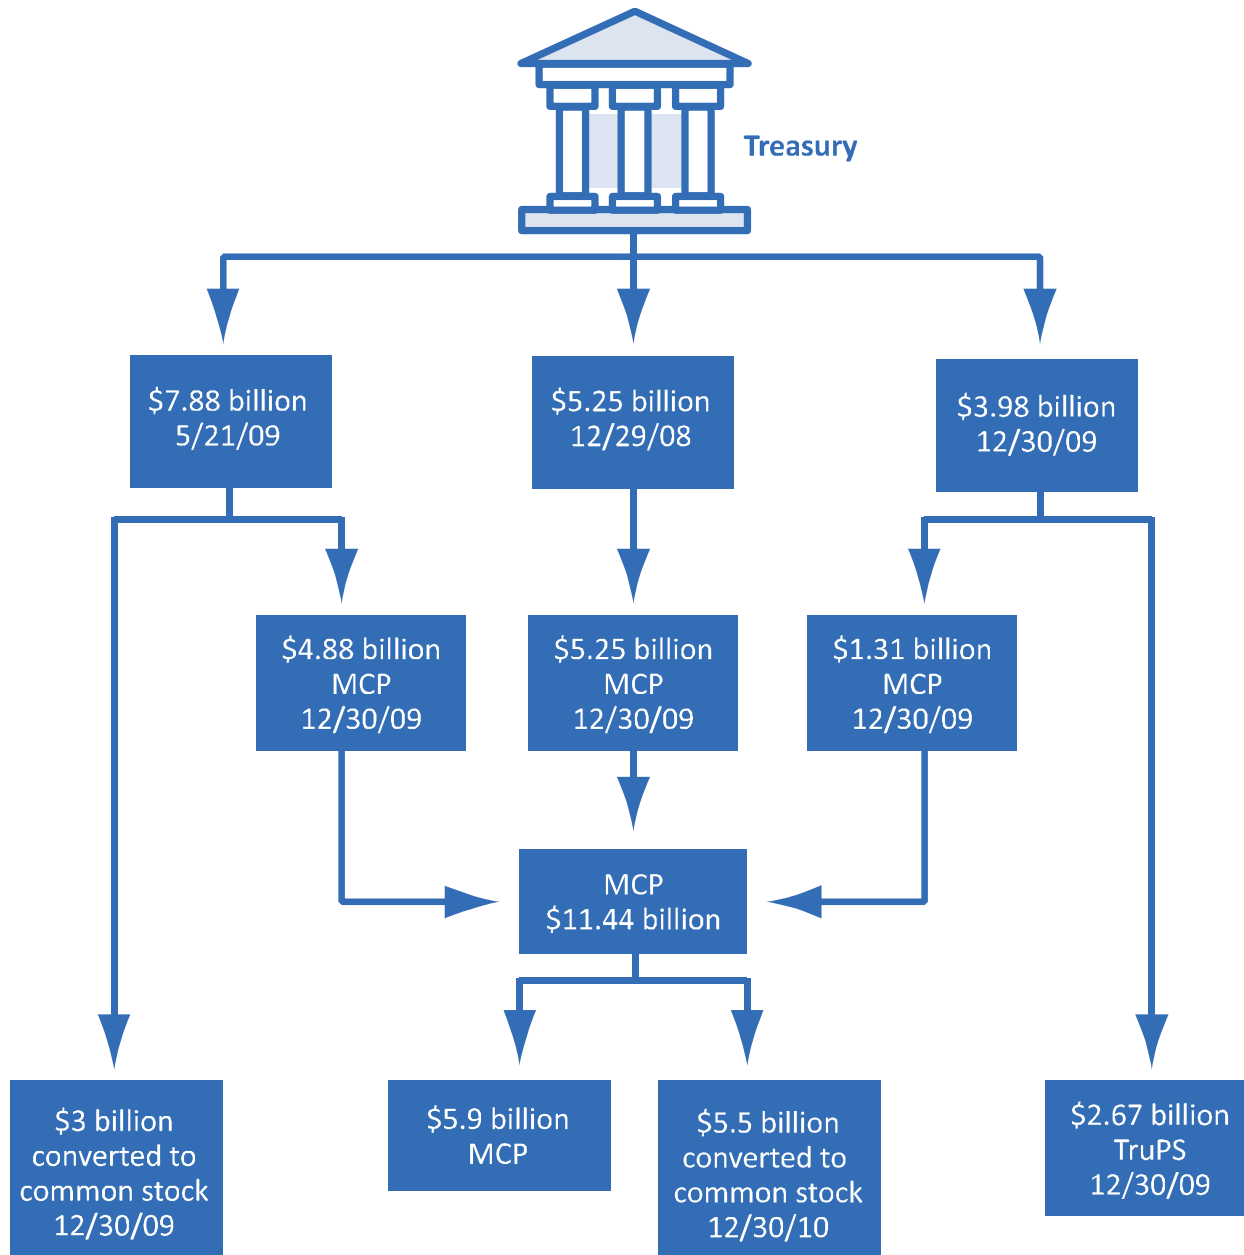 Treasury
$7.88 billion
5/21/09
$5.25 billion
12/29/08
$3.98 billion
12/30/09
$4.88 billion
MCP
12/30/09
$5.25 billion
MCP
12/30/09
$1.31 billion
MCP
12/30/09
MCP
$11.44 billion
$3 billion
converted to
common stock
12/30/09
$5.9 billion
MCP
$5.5 billion
converted to
common stock
12/30/10
$2.67 billion
TruPS
12/30/09